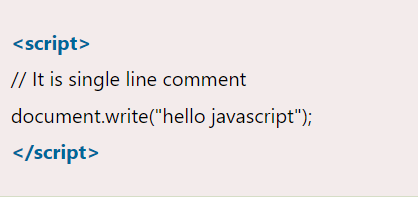 <script>
// It is single line comment
document.write("hello javascript");
</script>